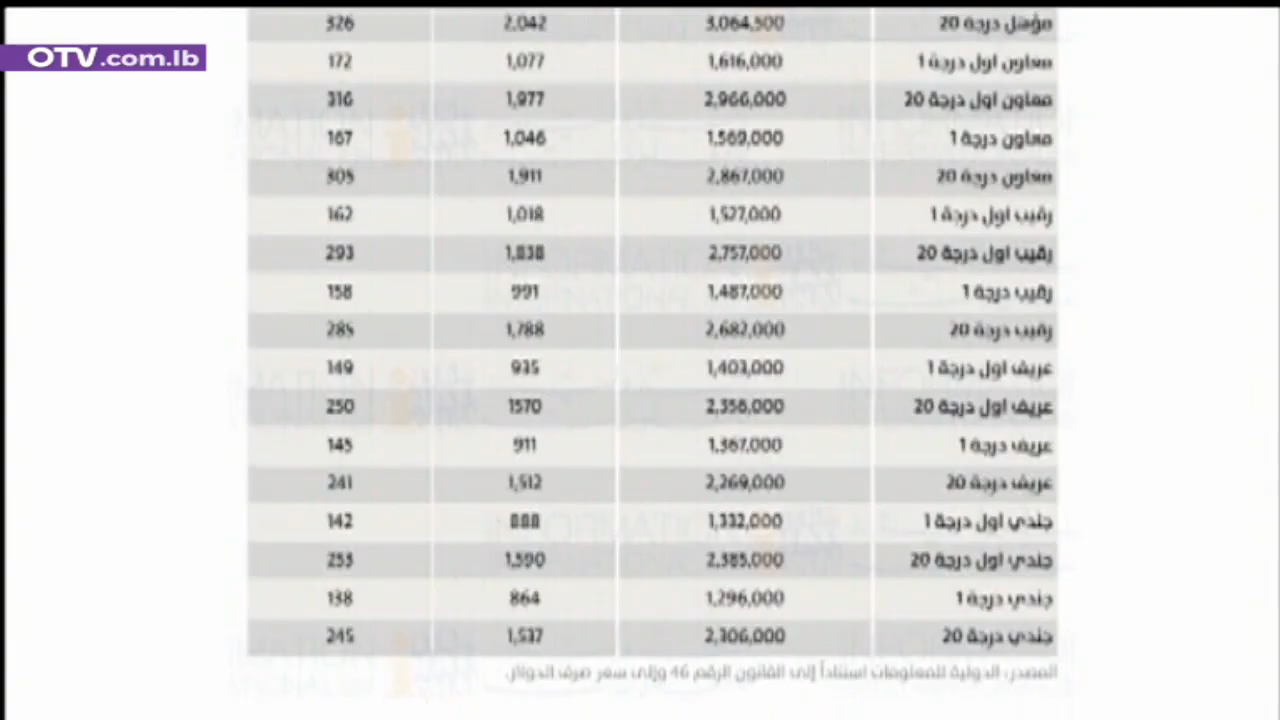 OTV.com.lb
مؤهل درجة 20 3,064,500 2,042 326
معاون اول درجة 1 1,616,000 1,077 172
معاون اول درجة 20 2,966,000 1,977 316
معاون درجة 1 1,569,000 1,046 167
معاون درجة 20 2,867,000 1,911 305
رقيب اول درجة 1 1,527,000 1,018 162
رقيب اول درجة 20 2,757,000 1,838 293
رقيب درجة 1 1,487,000 991 158
رقيب درجة 20 2,682,000 1,788 285
عريف اول درجة 1 1,403,000 935 149
عريف اول درجة 20 2,356,000 1570 250
عريف درجة 1 1,367,000 911 145
عريف درجة 20 2,269,000 1,512 241
جندي اول درجة 1 1,332,000 888 142
جندي اول درجة 20 2,385,000 1,590 253
جندي درجة 1 1,296,000 864 138
جندي درجة 20 2,306,000 1,537 245
المصدر، الدولية للمعلومات استناداً إلى القانون الرقم 46 وإلى سعر صرف الدولار.